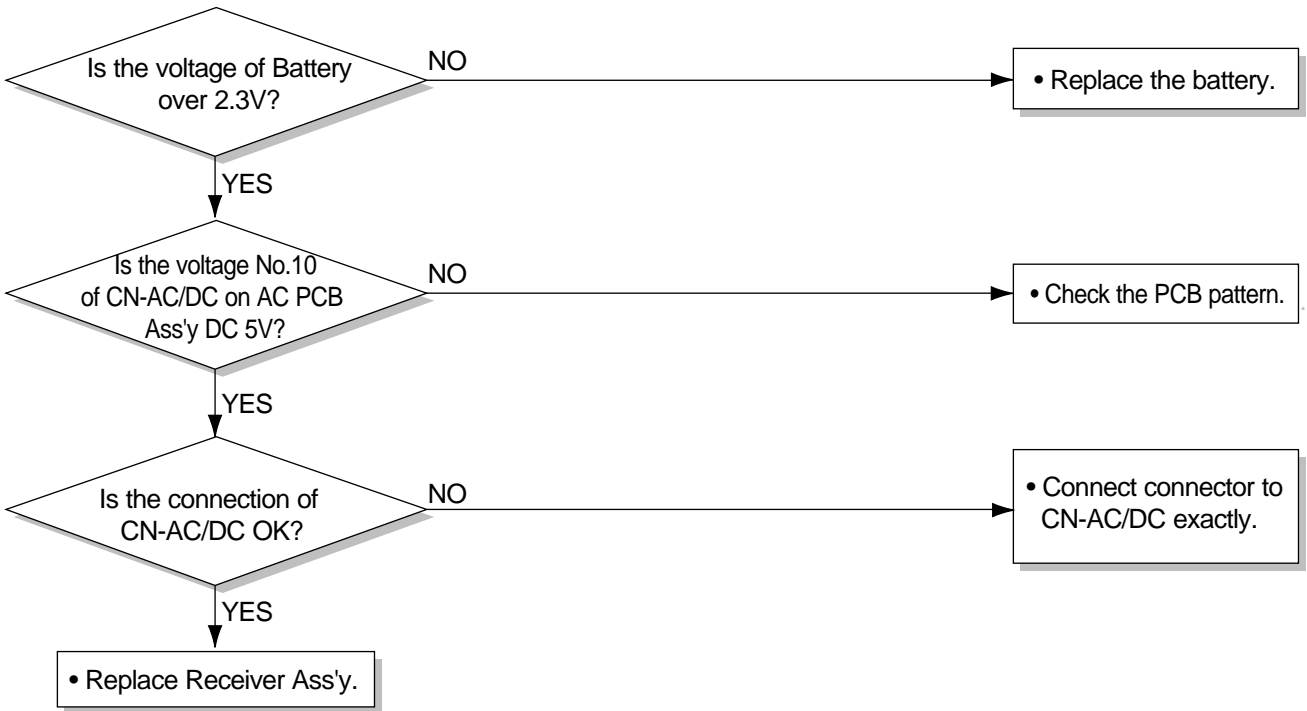 Is the voltage of Battery
over 2.3V?
NO
• Replace the battery.
YES
Is the voltage No.10
of CN-AC/DC on AC PCB
Ass'y DC 5V?
NO
• Check the PCB pattern.
YES
Is the connection of
CN-AC/DC OK?
NO
• Connect connector to
CN-AC/DC exactly.
YES
• Replace Receiver Ass'y.